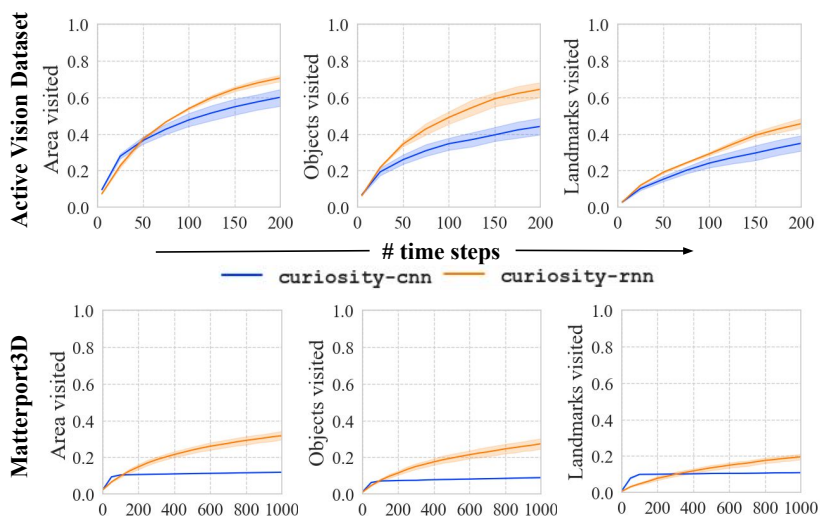 Active Vision Dataset
Area visited
1.0
0.8
0.6
0.4
0.2
0.0
0 50 100 150 200
Objects visited
1.0
0.8
0.6
0.4
0.2
0.0
0 50 100 150 200
Landmarks visited
1.0
0.8
0.6
0.4
0.2
0.0
0 50 100 150 200
# time steps
curiosity-cnn curiosity-rnn
Matterport3D
Area visited
1.0
0.8
0.6
0.4
0.2
0.0
0 200 400 600 800 1000
Objects visited
1.0
0.8
0.6
0.4
0.2
0.0
0 200 400 600 800 1000
Landmarks visited
1.0
0.8
0.6
0.4
0.2
0.0
0 200 400 600 800 1000